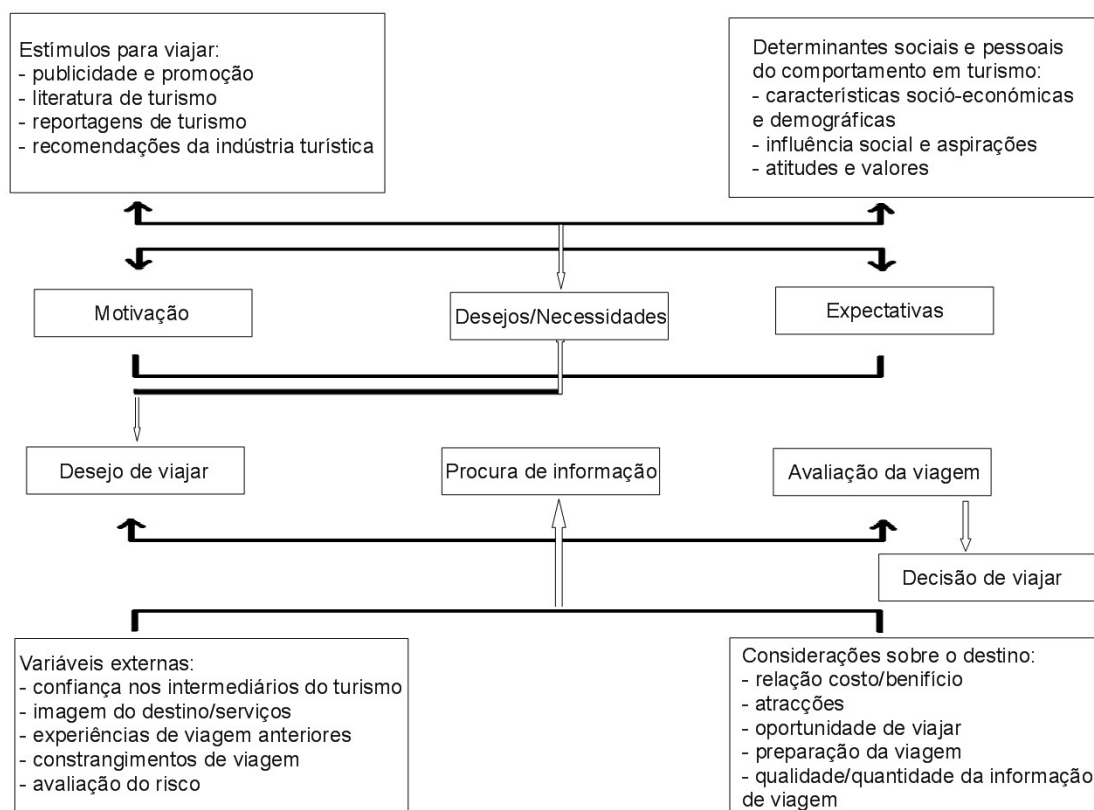 Estímulos para viajar:
- publicidade e promoção
- literatura de turismo
- reportagens de turismo
- recomendações da indústria turística
Determinantes sociais e pessoais
do comportamento em turismo:
- características soció-económicas
e demográficas
- influência social e aspirações
- atitudes e valores
Motivação
Desejos/Necessidades
Expectativas
Desejo de viajar
Procura de informação
Avaliação da viagem
Decisão de viajar
Variáveis externas:
- confiança nos intermediários do turismo
- imagem do destino/serviços
- experiências de viagem anteriores
- constrangimentos de viagem
- avaliação do risco
Considerações sobre o destino:
- relação costo/benifício
- atracções
- oportunidade de viajar
- preparação da viagem
- qualidade/quantidade da informação
de viagem